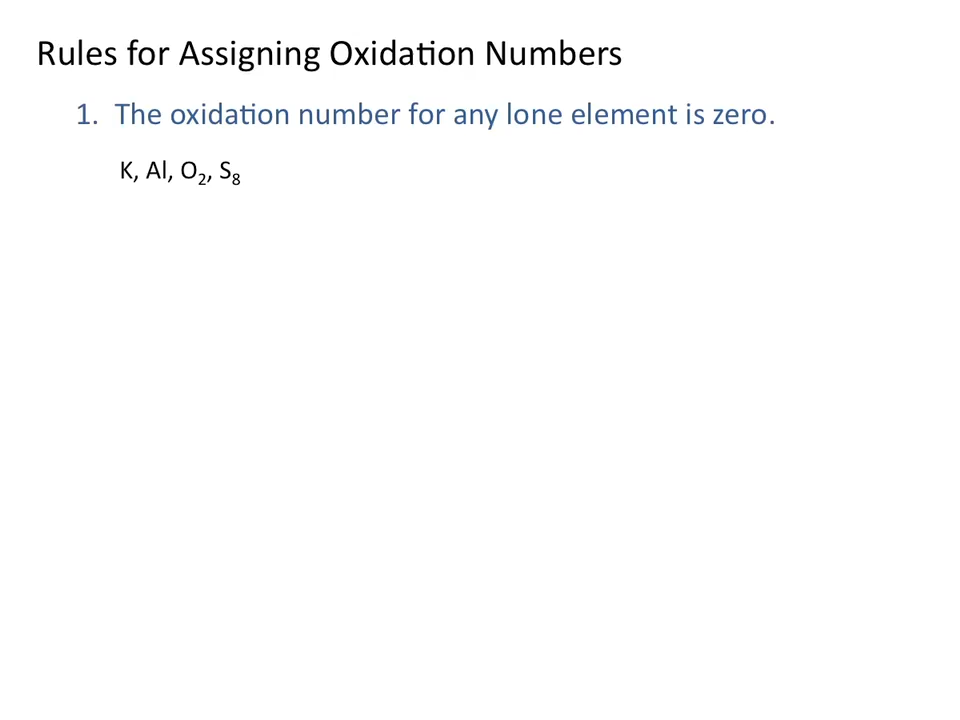 Rules for Assigning Oxidation Numbers
1. The oxidation number for any lone element is zero.
K, Al, O₂, S₈